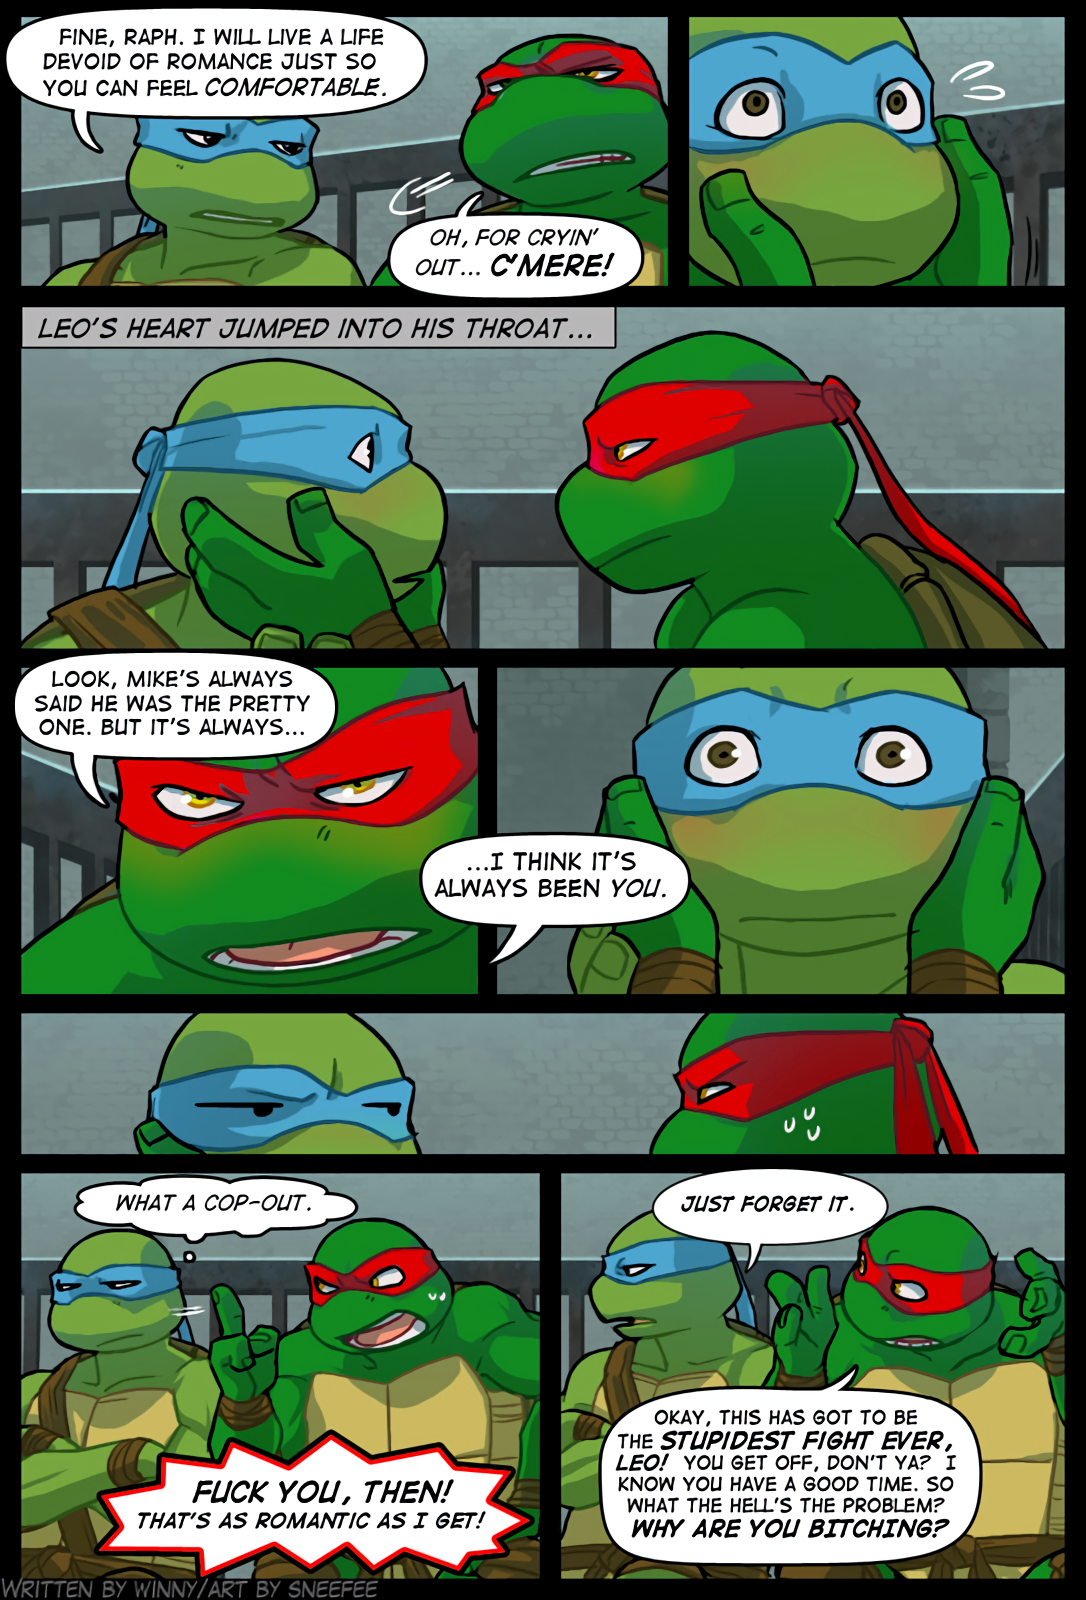 FINE, RAPH. I WILL LIVE A LIFE
DEVOID OF ROMANCE JUST SO
YOU CAN FEEL COMFORTABLE.
OH, FOR CRYIN'
OUT... C'MERE!
LEO'S HEART JUMPED INTO HIS THROAT...
LOOK, MIKE'S ALWAYS
SAID HE WAS THE PRETTY
ONE. BUT IT'S ALWAYS...
...I THINK IT'S
ALWAYS BEEN YOU.
WHAT A COP-OUT.
FUCK YOU, THEN!
THAT'S AS ROMANTIC AS I GET!
JUST FORGET IT.
OKAY, THIS HAS GOT TO BE
THE STUPIDEST FIGHT EVER,
LEO! YOU GET OFF, DON'T YA? I
KNOW YOU HAVE A GOOD TIME. SO
WHAT THE HELL'S THE PROBLEM?
WHY ARE YOU BITCHING?
WRITTEN BY WINNY/ART BY SNEEFEE